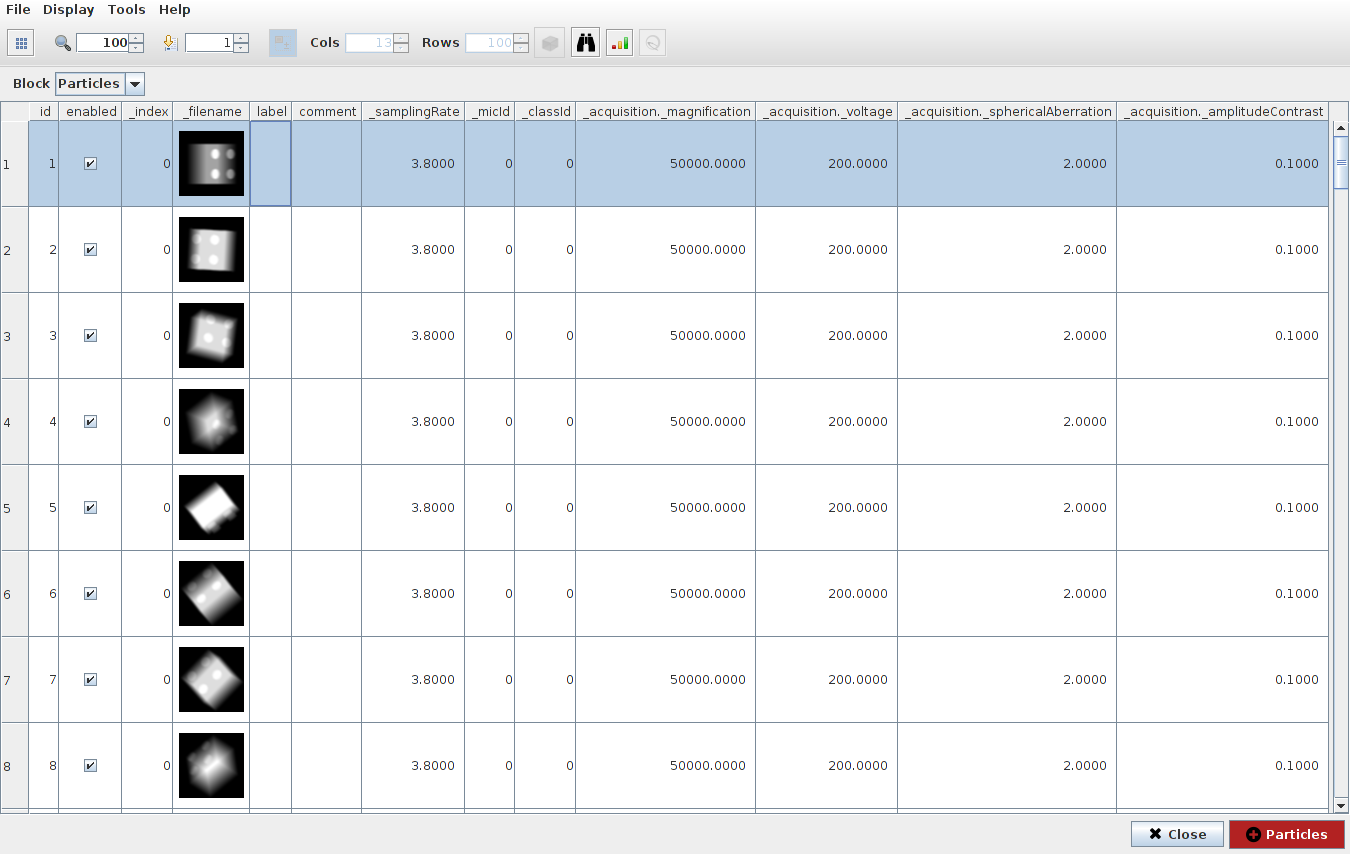 File Display Tools Help
100 1 Cols 13 Rows 100
Block Particles
id enabled _index _filename label comment _samplingRate _micId _classId _acquisition._magnification _acquisition._voltage _acquisition._sphericalAberration _acquisition._amplitudeContrast
1 1 0 3.8000 0 0 50000.0000 200.0000 2.0000 0.1000
2 2 0 3.8000 0 0 50000.0000 200.0000 2.0000 0.1000
3 3 0 3.8000 0 0 50000.0000 200.0000 2.0000 0.1000
4 4 0 3.8000 0 0 50000.0000 200.0000 2.0000 0.1000
5 5 0 3.8000 0 0 50000.0000 200.0000 2.0000 0.1000
6 6 0 3.8000 0 0 50000.0000 200.0000 2.0000 0.1000
7 7 0 3.8000 0 0 50000.0000 200.0000 2.0000 0.1000
8 8 0 3.8000 0 0 50000.0000 200.0000 2.0000 0.1000
Close Particles